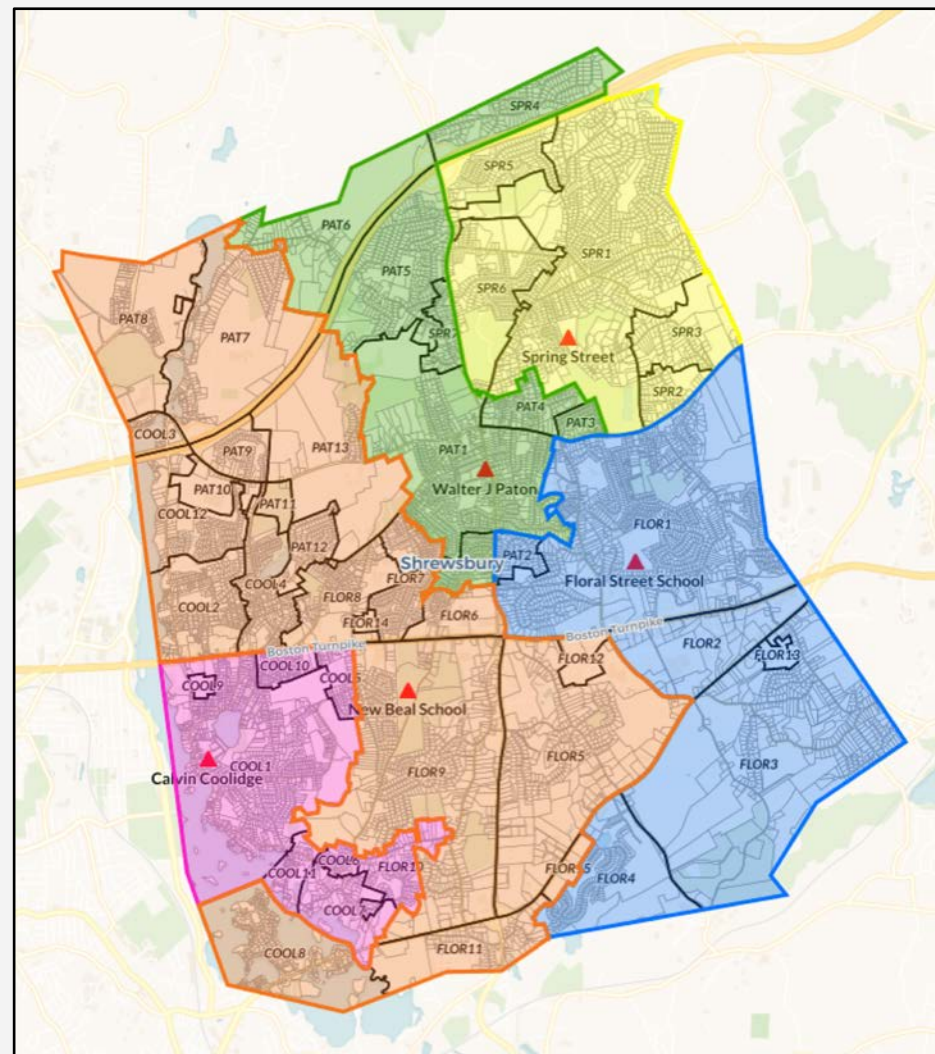 SPR4
SPR5
PAT6
SPR1
PAT5
SPR6
PAT8
PAT7
SPR7
SPR3
Spring Street
SPR2
PAT4
PAT3
COOL3
PAT13
PAT1
PAT9
Walter J Paton
PAT10
PAT11
COOL12
FLOR1
PAT12
PAT2
Shrewsbury
Floral Street School
COOL4
FLOR7
COOL2
FLOR8
FLOR6
FLOR14
Boston Turnpike
Boston Turnpike
FLOR2
FLOR12
FLOR13
COOL10
COOL5
COOL9
New Beal School
Calvin Coolidge
COOL1
FLOR9
FLOR5
FLOR3
COOL6
FLOR10
COOL11
FLOR4
COOL7
COOL8
FLOR11